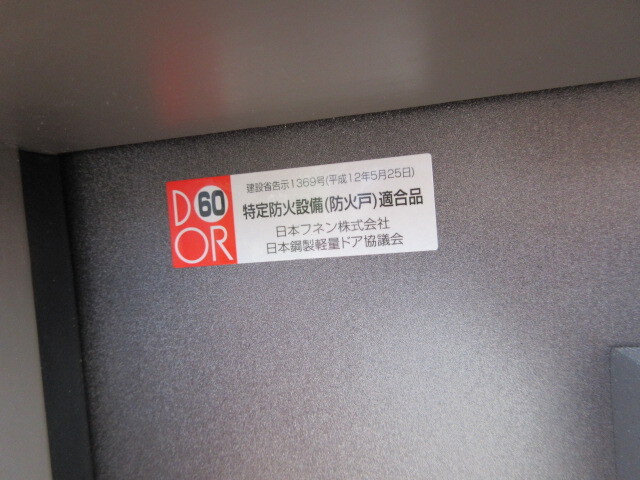 D 60
OR
建設省告示1369号(平成12年5月25日)
特定防火設備(防火戸)適合品
日本フネン株式会社
日本鋼製軽量ドア協議会